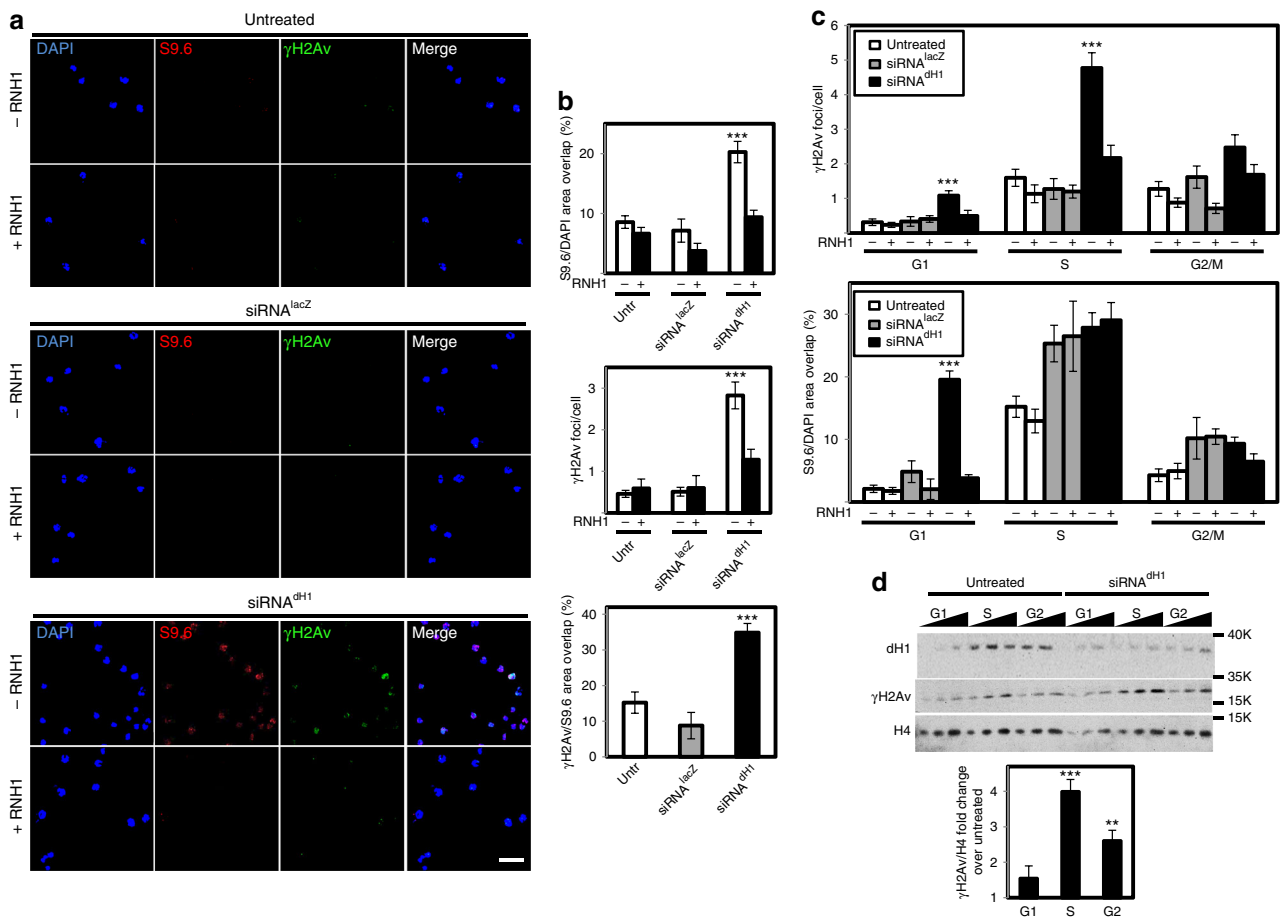 a
Untreated
DAPI
S9.6
γH2Av
Merge
– RNH1
+ RNH1
siRNA^lacZ
DAPI
S9.6
γH2Av
Merge
– RNH1
+ RNH1
siRNA^dH1
DAPI
S9.6
γH2Av
Merge
– RNH1
+ RNH1
b
S9.6/DAPI area overlap (%)
20
10
0
***
RNH1 – + – + – +
Untr siRNA^lacZ siRNA^dH1
γH2Av foci/cell
3
2
1
0
***
RNH1 – + – + – +
Untr siRNA^lacZ siRNA^dH1
γH2Av/S9.6 area overlap (%)
40
30
20
10
0
***
Untr siRNA^lacZ siRNA^dH1
c
γH2Av foci/cell
6
5
4
3
2
1
Untreated
siRNA^lacZ
siRNA^dH1
***
***
RNH1 – + – + – + – + – + – + – + – + – +
G1 S G2/M
S9.6/DAPI area overlap (%)
30
20
10
Untreated
siRNA^lacZ
siRNA^dH1
***
RNH1 – + – + – + – + – + – + – + – + – +
G1 S G2/M
d
Untreated siRNA^dH1
G1 S G2 G1 S G2
dH1
40K
35K
γH2Av
15K
15K
H4
γH2Av/H4 fold change
over untreated
4
3
2
1
***
**
G1 S G2